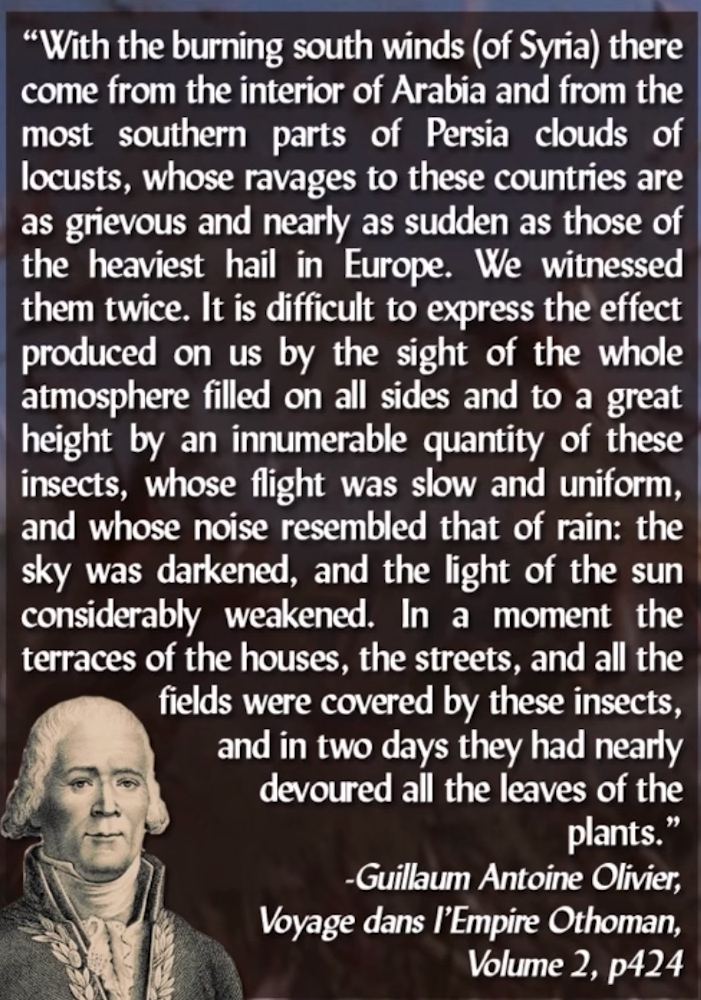 “With the burning south winds (of Syria) there
come from the interior of Arabia and from the
most southern parts of Persia clouds of
locusts, whose ravages to these countries are
as grievous and nearly as sudden as those of
the heaviest hail in Europe. We witnessed
them twice. It is difficult to express the effect
produced on us by the sight of the whole
atmosphere filled on all sides and to a great
height by an innumerable quantity of these
insects, whose flight was slow and uniform,
and whose noise resembled that of rain: the
sky was darkened, and the light of the sun
considerably weakened. In a moment the
terraces of the houses, the streets, and all the
fields were covered by these insects,
and in two days they had nearly
devoured all the leaves of the
plants.”
-Guillaum Antoine Olivier,
Voyage dans l’Empire Othoman,
Volume 2, p424